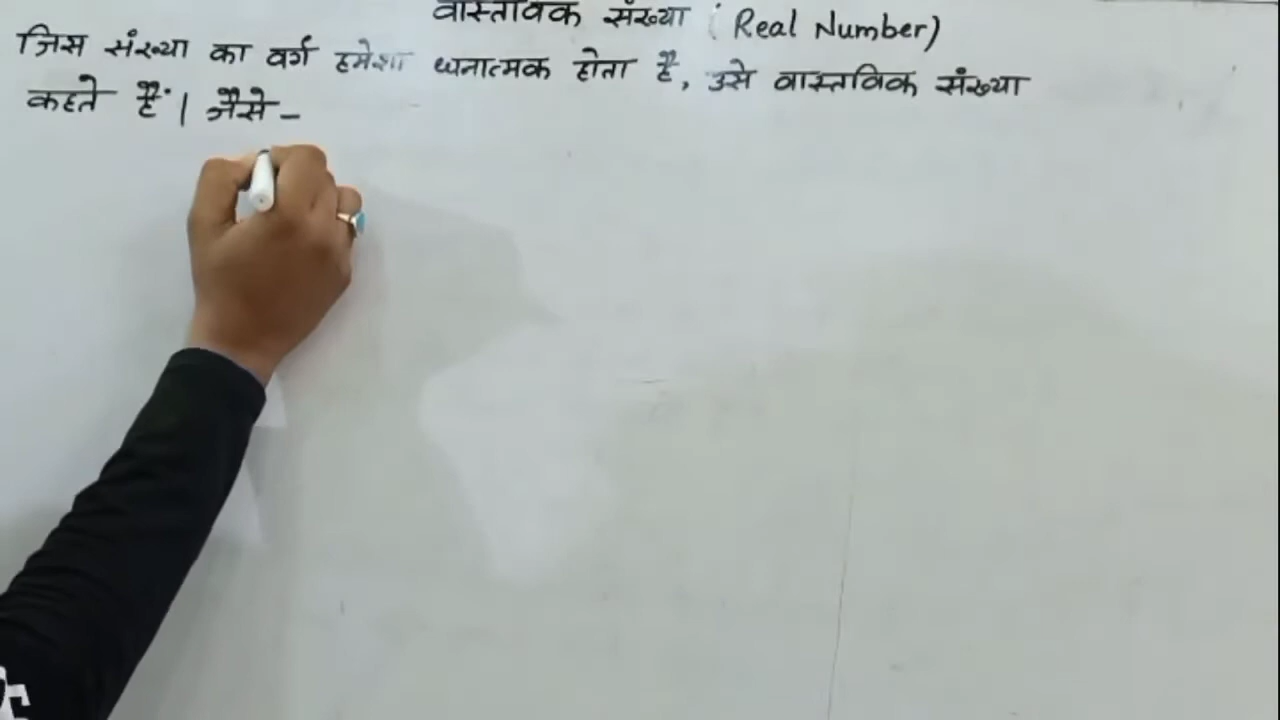 वास्तविक संख्या (Real Number)
जिस संख्या का वर्ग हमेशा धनात्मक होता है, उसे वास्तविक संख्या
कहते हैं। जैसे -